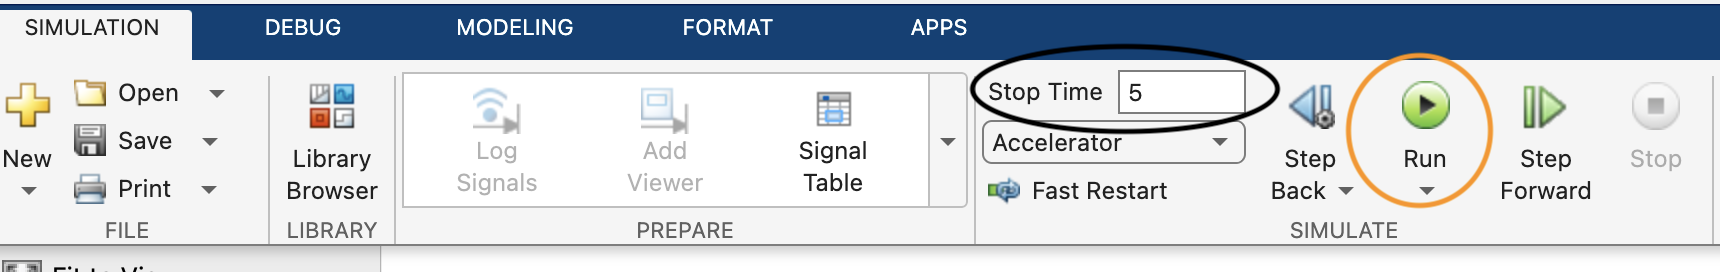 SIMULATION DEBUG MODELING FORMAT APPS
New
Open
Save
Print
FILE
Library
Browser
LIBRARY
Log
Signals
Add
Viewer
Signal
Table
PREPARE
Stop Time 5
Accelerator
Fast Restart
Step
Back
Run
Step
Forward
Stop
SIMULATE